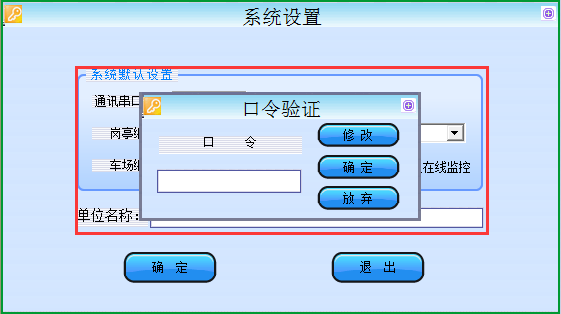 系统设置
系统默认设置
通讯串口
口令验证
岗亭编
口 令
修 改
车场编
确 定
在线监控
放 弃
单位名称：
确 定
退 出